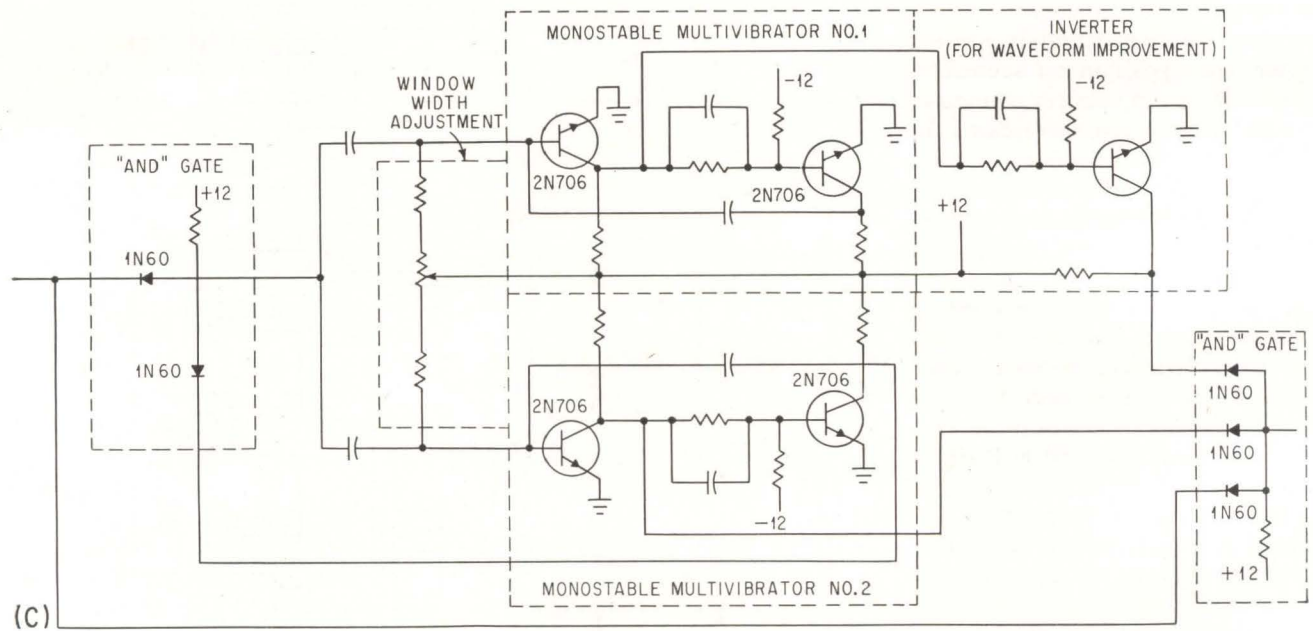 MONOSTABLE MULTIVIBRATOR NO.1
INVERTER
(FOR WAVEFORM IMPROVEMENT)
WINDOW
WIDTH
ADJUSTMENT
-12
-12
"AND" GATE
+12
2N706
2N706
+12
1N60
1N60
2N706
2N706
"AND" GATE
1N60
1N60
1N60
-12
+12
MONOSTABLE MULTIVIBRATOR NO.2
(C)